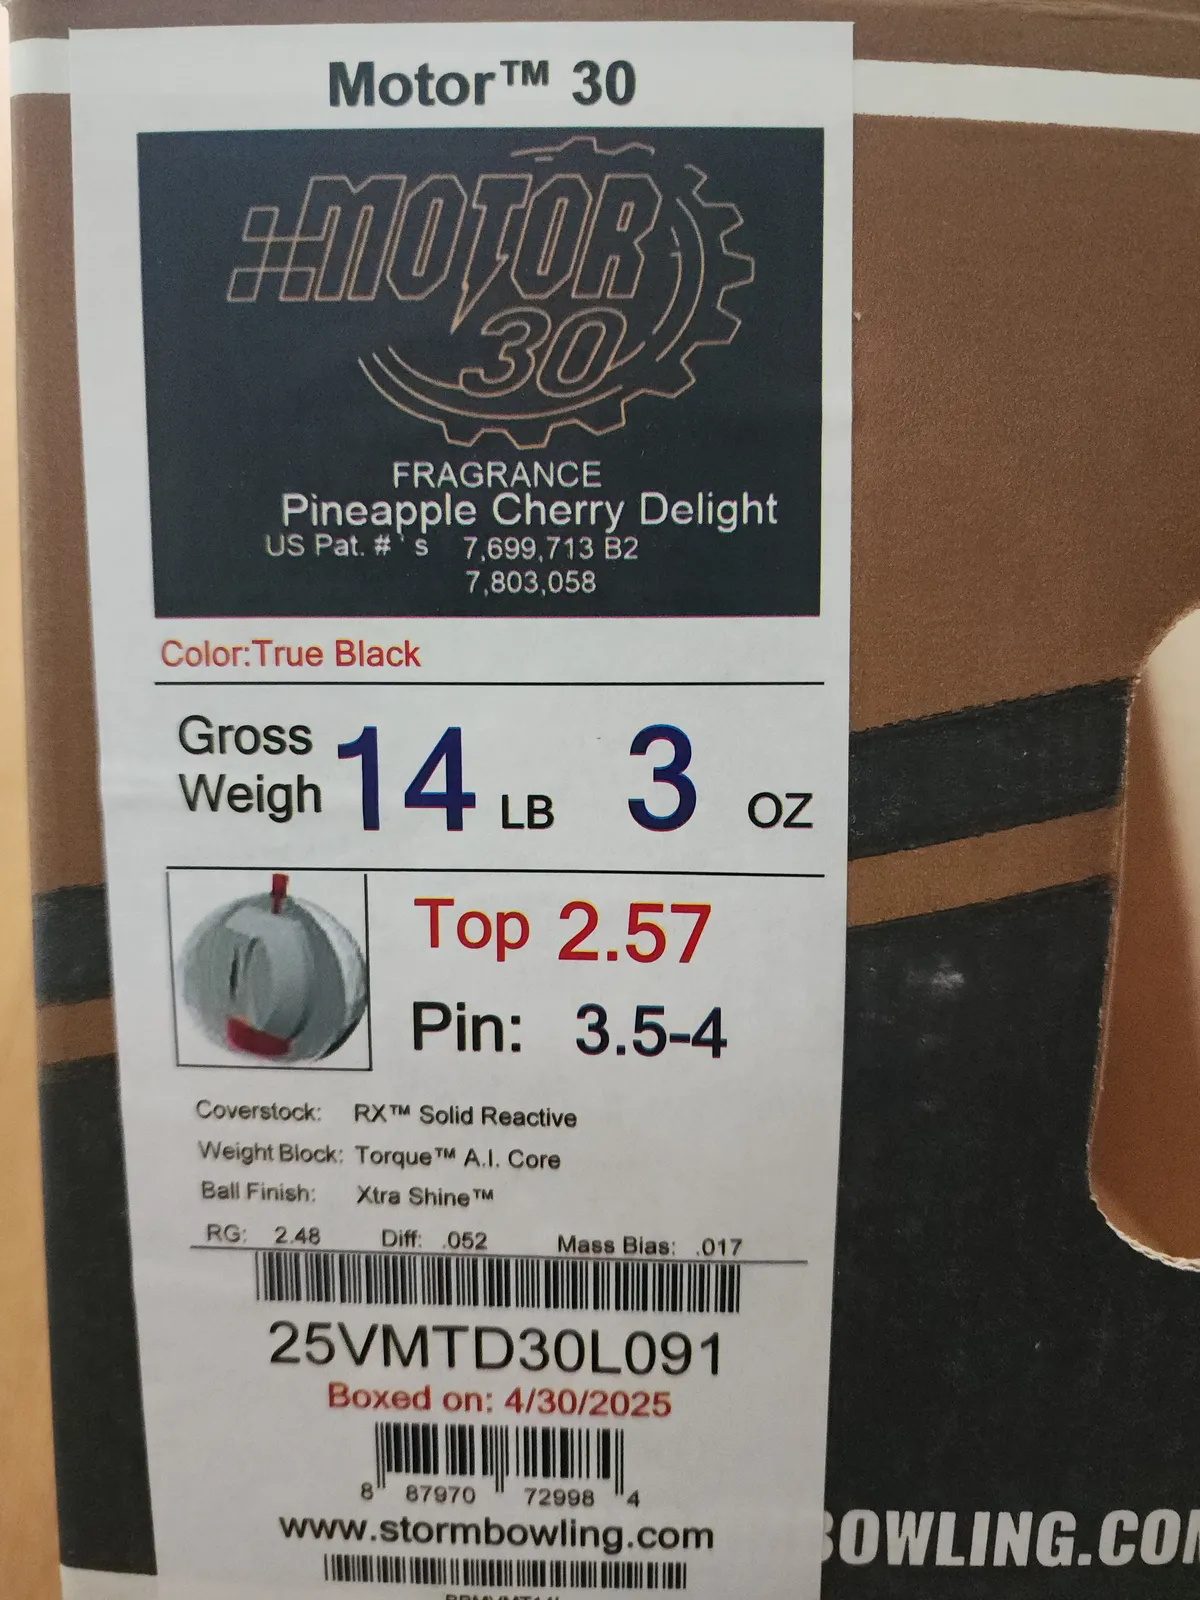 Motor™ 30
MOTOR
30
FRAGRANCE
Pineapple Cherry Delight
US Pat. #'s 7,699,713 B2
7,803,058
Color:True Black
Gross
Weigh 14 LB 3 OZ
Top 2.57
Pin: 3.5-4
Coverstock: RX™ Solid Reactive
Weight Block: Torque™ A.I. Core
Ball Finish: Xtra Shine™
RG: 2.48 Diff: .052 Mass Bias: .017
25VMTD30L091
Boxed on: 4/30/2025
8 87970 72998 4
www.stormbowling.com
BOWLING.CO